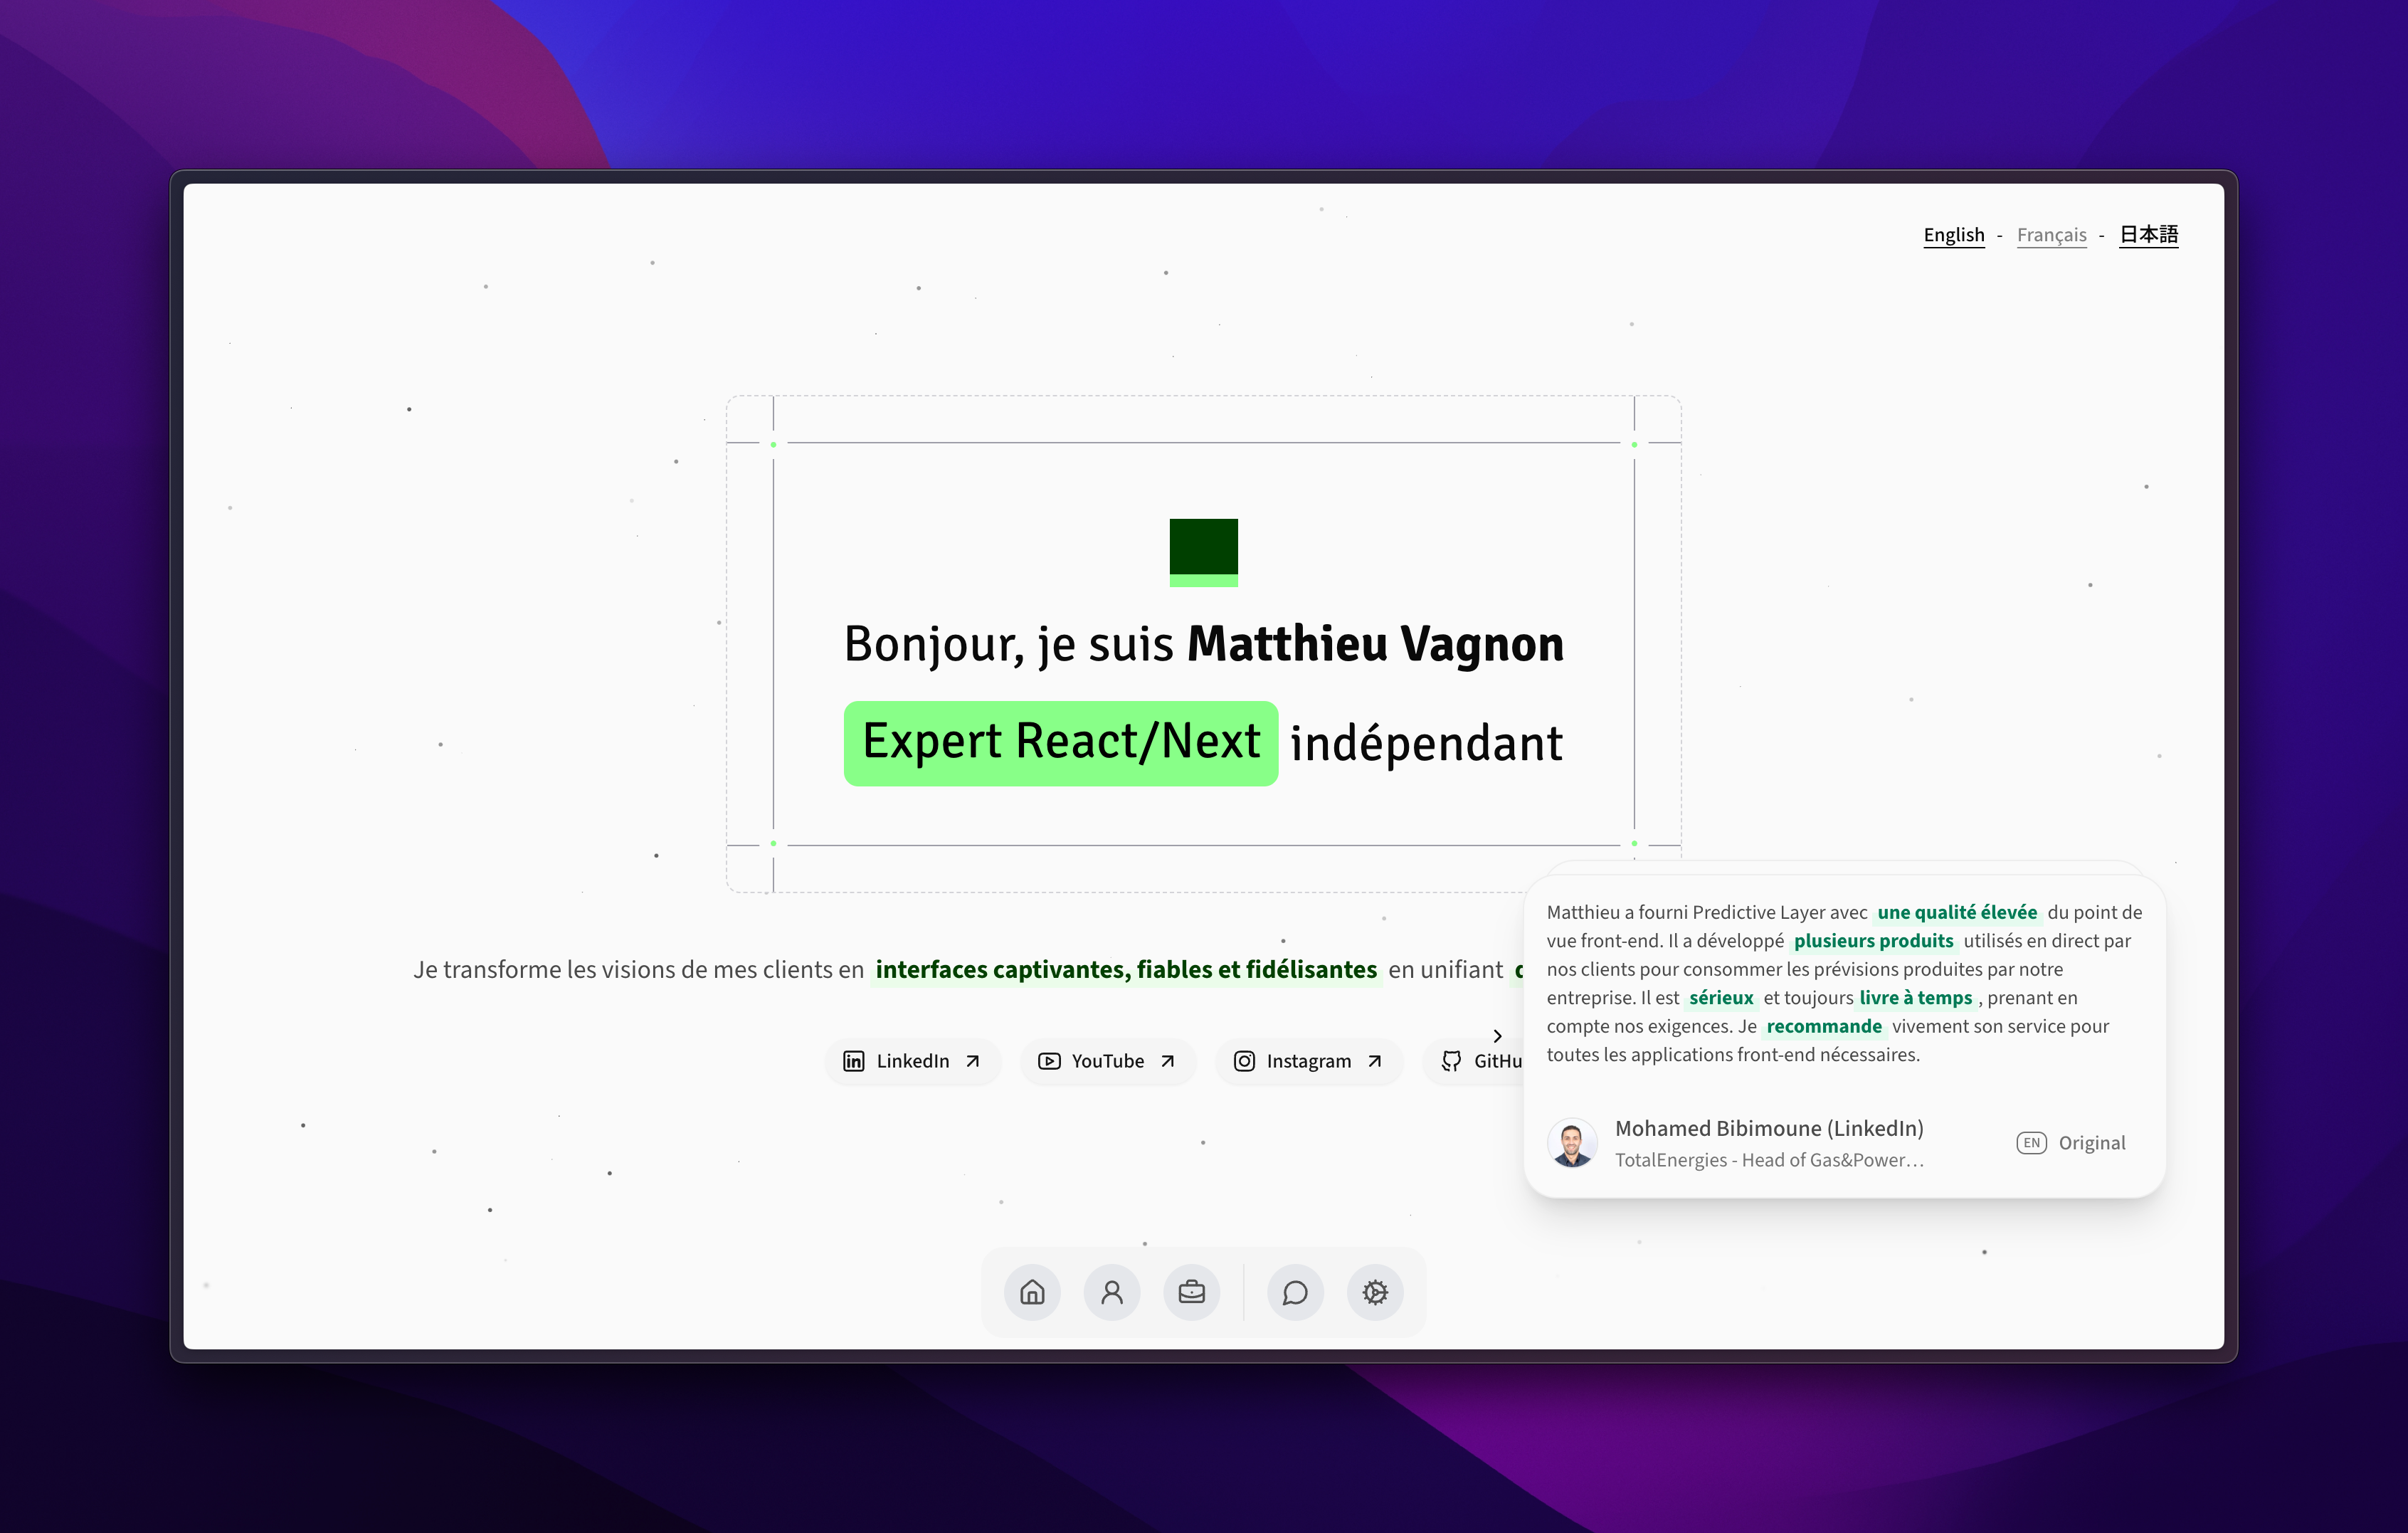 English - Français - 日本語
Bonjour, je suis Matthieu Vagnon
Expert React/Next indépendant
Je transforme les visions de mes clients en interfaces captivantes, fiables et fidélisantes en unifiant
LinkedIn
YouTube
Instagram
GitHu
Matthieu a fourni Predictive Layer avec une qualité élevée du point de
vue front-end. Il a développé plusieurs produits utilisés en direct par
nos clients pour consommer les prévisions produites par notre
entreprise. Il est sérieux et toujours livre à temps , prenant en
compte nos exigences. Je recommande vivement son service pour
toutes les applications front-end nécessaires.
Mohamed Bibimoune (LinkedIn)
TotalEnergies - Head of Gas&Power…
EN Original